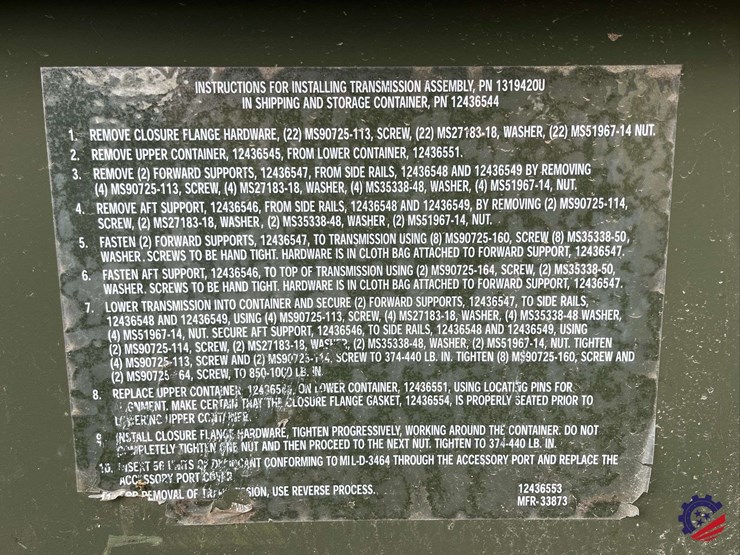 INSTRUCTIONS FOR INSTALLING TRANSMISSION ASSEMBLY, PN 1319420U
IN SHIPPING AND STORAGE CONTAINER, PN 12436544
1. REMOVE CLOSURE FLANGE HARDWARE, (22) MS90725-113, SCREW, (22) MS27183-18, WASHER, (22) MS51967-14 NUT.
2. REMOVE UPPER CONTAINER, 12436545, FROM LOWER CONTAINER, 12436551.
3. REMOVE (2) FORWARD SUPPORTS, 12436547, FROM SIDE RAILS, 12436548 AND 12436549 BY REMOVING
(4) MS90725-113, SCREW, (4) MS27183-18, WASHER, (4) MS35338-48, WASHER, (4) MS51967-14, NUT.
4. REMOVE AFT SUPPORT, 12436546, FROM SIDE RAILS, 12436548 AND 12436549, BY REMOVING (2) MS90725-114,
SCREW, (2) MS27183-18, WASHER, (2) MS35338-48, WASHER, (2) MS51967-14, NUT.
5. FASTEN (2) FORWARD SUPPORTS, 12436547, TO TRANSMISSION USING (8) MS90725-160, SCREW (8) MS35338-50,
WASHER. SCREWS TO BE HAND TIGHT. HARDWARE IS IN CLOTH BAG ATTACHED TO FORWARD SUPPORT, 12436547.
6. FASTEN AFT SUPPORT, 12436546, TO TOP OF TRANSMISSION USING (2) MS90725-164, SCREW, (2) MS35338-50,
WASHER. SCREWS TO BE HAND TIGHT. HARDWARE IS IN CLOTH BAG ATTACHED TO FORWARD SUPPORT, 12436547.
7. LOWER TRANSMISSION INTO CONTAINER AND SECURE (2) FORWARD SUPPORTS, 12436547, TO SIDE RAILS,
12436548 AND 12436549, USING (4) MS90725-113, SCREW, (4) MS27183-18, WASHER, (4) MS35338-48 WASHER,
(4) MS51967-14, NUT. SECURE AFT SUPPORT, 12436546, TO SIDE RAILS, 12436548 AND 12436549, USING
(2) MS90725-114, SCREW, (2) MS27183-18, WASHER, (2) MS35338-48, WASHER, (2) MS51967-14, NUT. TIGHTEN
(4) MS90725-113, SCREW AND (2) MS90725-114, SCREW TO 374-440 LB. IN. TIGHTEN (8) MS90725-160, SCREW AND
(2) 64, SCREW, TO 850-1000 LB. IN.
8. REPLACE UPPER CONTAINER, ON LOWER CONTAINER, 12436551, USING LOCATING PINS FOR
MAKE CERTAIN THAT THE CLOSURE FLANGE GASKET, 12436554, IS PROPERLY SEATED PRIOR TO
UPPER
9 INSTALL CLOSURE FLANGE HARDWARE, TIGHTEN PROGRESSIVELY, WORKING AROUND THE CONTAINER. DO NOT
COMPLETELY TIGHTEN ONE NUT AND THEN PROCEED TO THE NEXT NUT. TIGHTEN TO 374-440 LB. IN.
10. INSERT UNITS OF CONFORMING TO MIL-D-3464 THROUGH THE ACCESSORY PORT AND REPLACE THE
ACCESSORY PORT
FOR REMOVAL OF USE REVERSE PROCESS.
12436553
MFR-33873